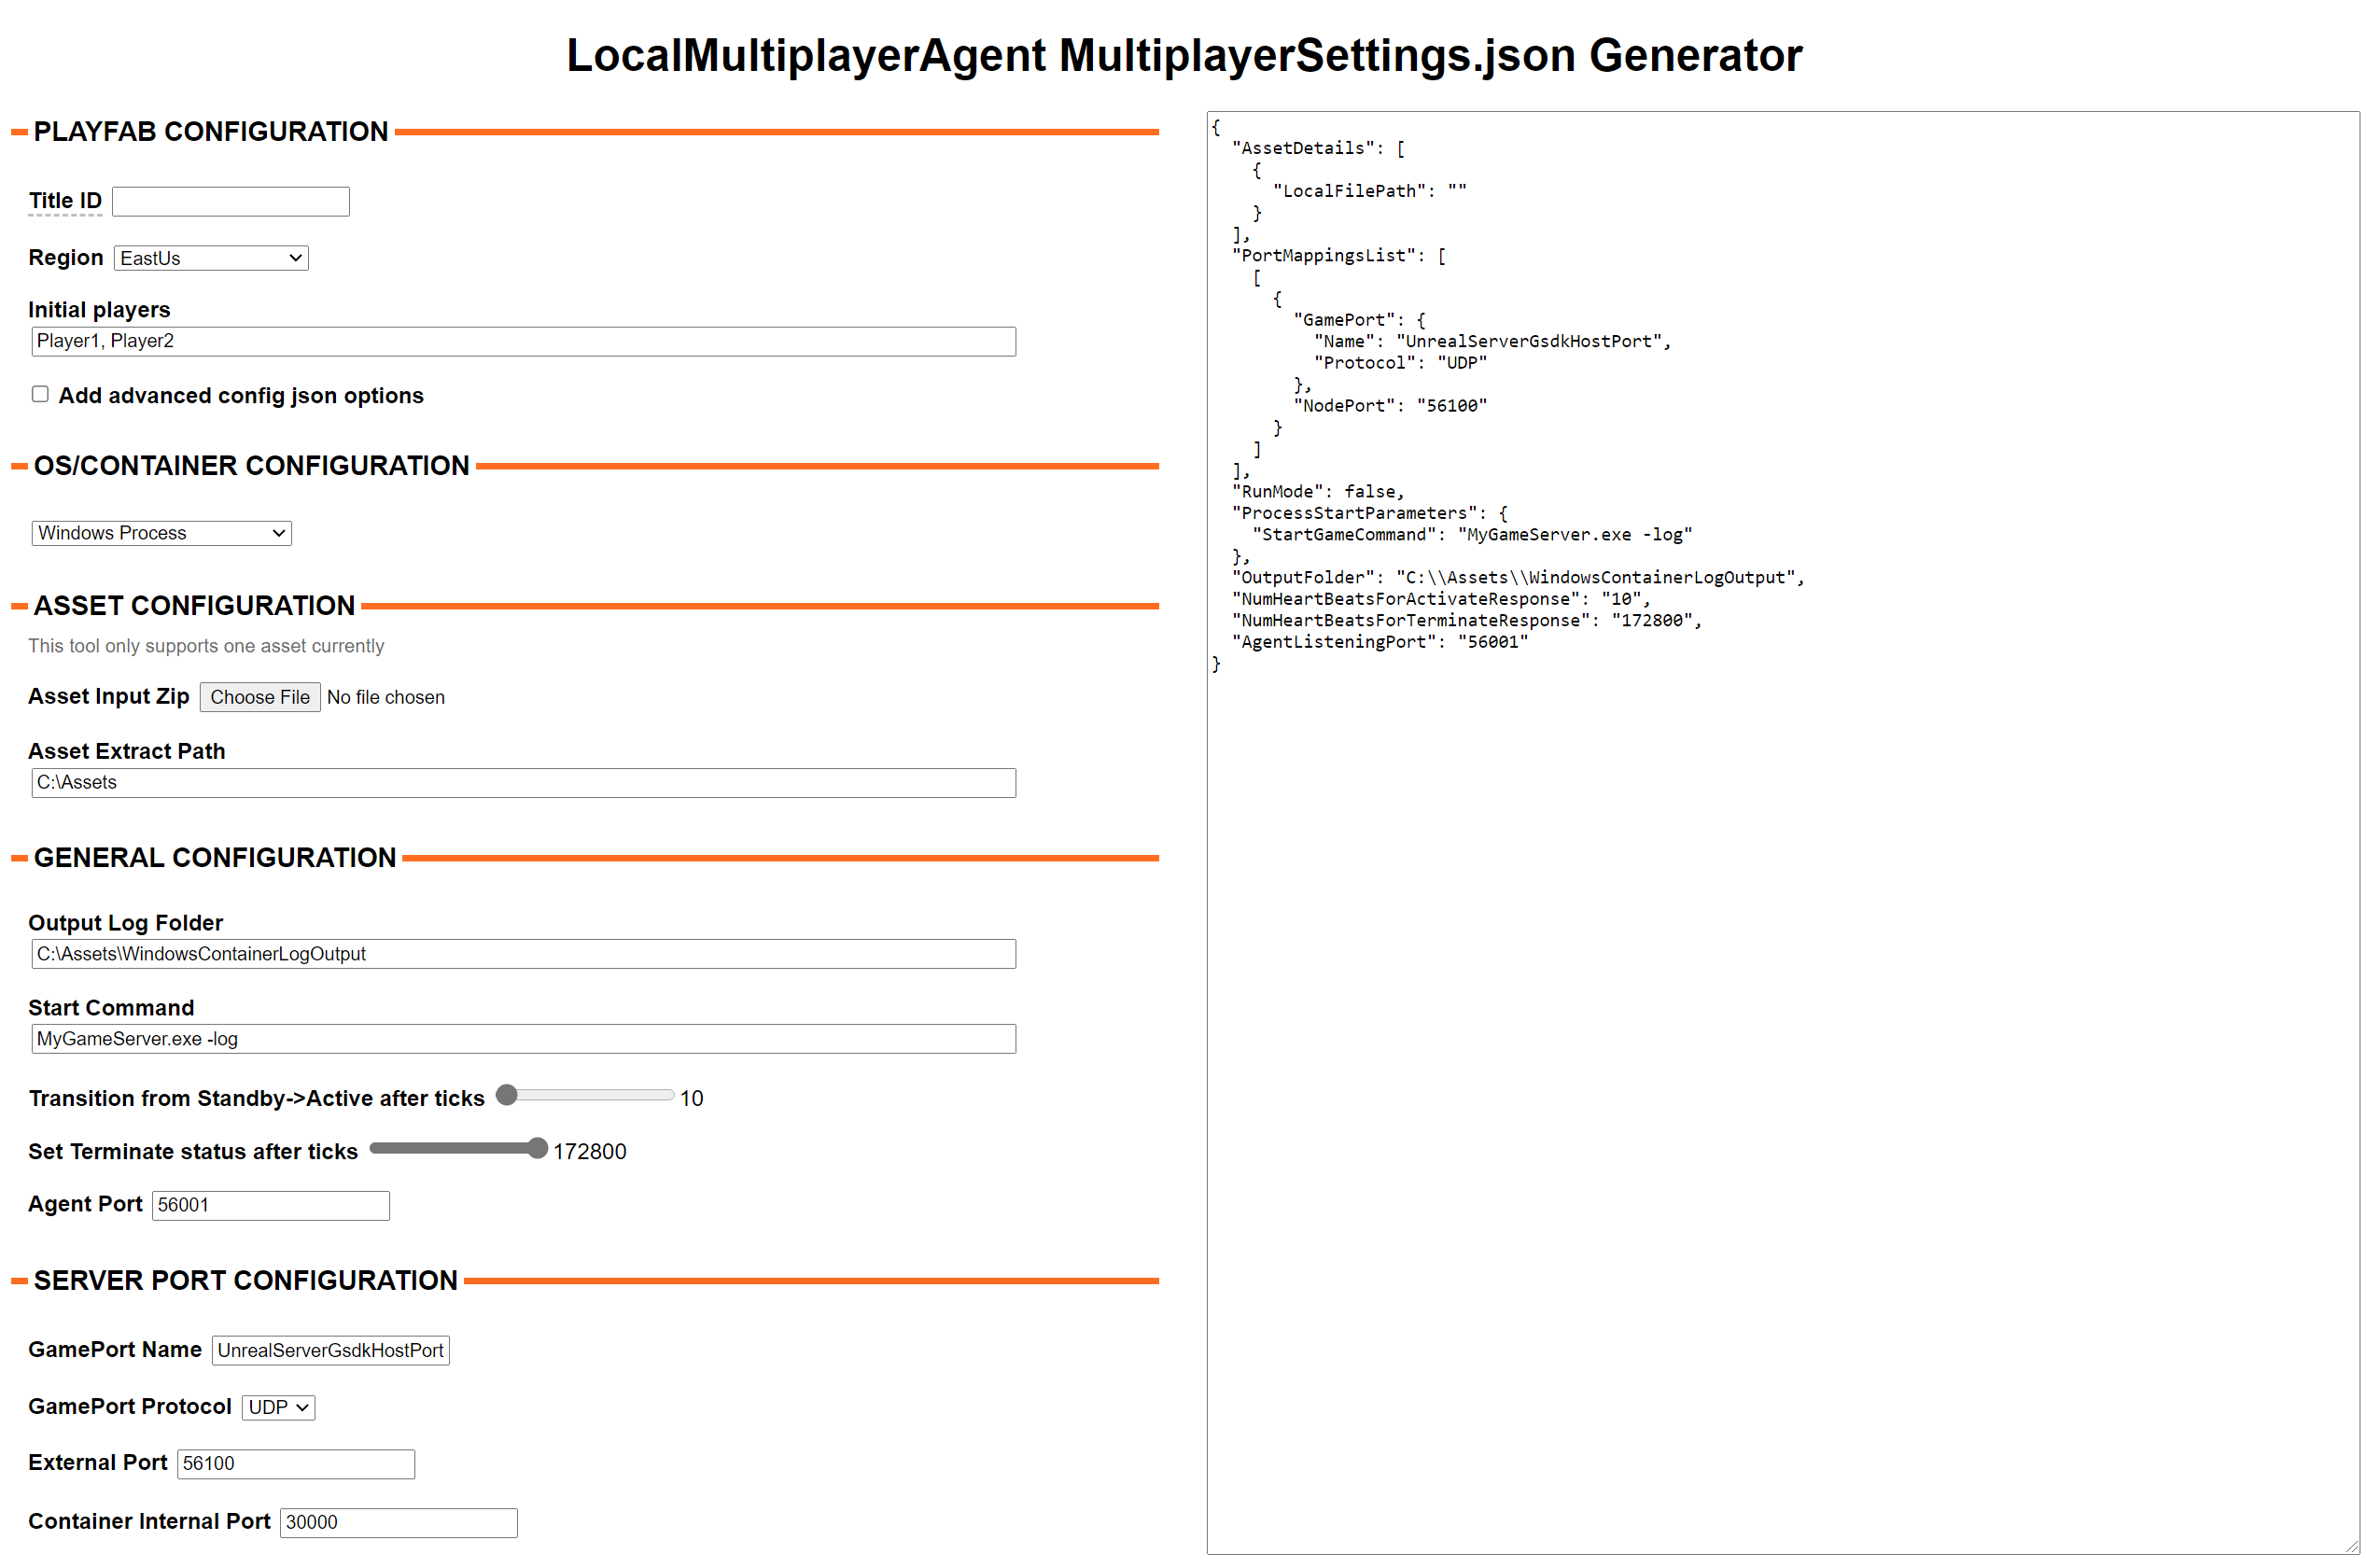 LocalMultiplayerAgent MultiplayerSettings.json Generator
PLAYFAB CONFIGURATION
Title ID
Region EastUs
Initial players
Player1, Player2
Add advanced config json options
OS/CONTAINER CONFIGURATION
Windows Process
ASSET CONFIGURATION
This tool only supports one asset currently
Asset Input Zip Choose File No file chosen
Asset Extract Path
C:\Assets
GENERAL CONFIGURATION
Output Log Folder
C:\Assets\WindowsContainerLogOutput
Start Command
MyGameServer.exe -log
Transition from Standby->Active after ticks 10
Set Terminate status after ticks 172800
Agent Port 56001
SERVER PORT CONFIGURATION
GamePort Name UnrealServerGsdkHostPort
GamePort Protocol UDP
External Port 56100
Container Internal Port 30000
{
  "AssetDetails": [
    {
      "LocalFilePath": ""
    }
  ],
  "PortMappingsList": [
    [
      {
        "GamePort": {
          "Name": "UnrealServerGsdkHostPort",
          "Protocol": "UDP"
        },
        "NodePort": "56100"
      }
    ]
  ],
  "RunMode": false,
  "ProcessStartParameters": {
    "StartGameCommand": "MyGameServer.exe -log"
  },
  "OutputFolder": "C:\\Assets\\WindowsContainerLogOutput",
  "NumHeartBeatsForActivateResponse": "10",
  "NumHeartBeatsForTerminateResponse": "172800",
  "AgentListeningPort": "56001"
}